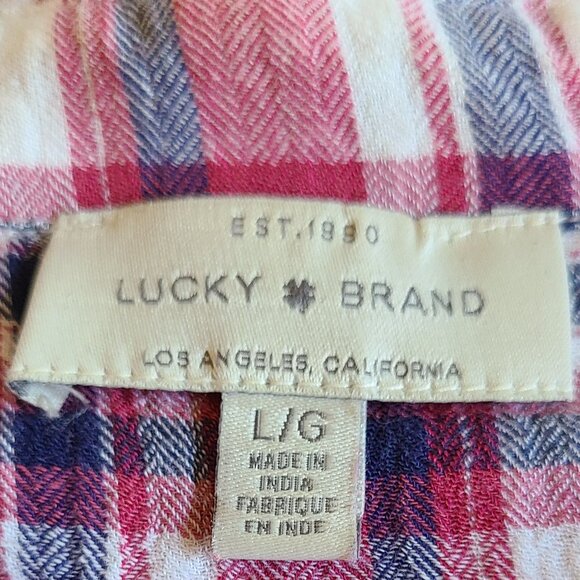 EST.1990
LUCKY BRAND
LOS ANGELES, CALIFORNIA
L/G
MADE IN
INDIA
FABRIQUE
EN INDE